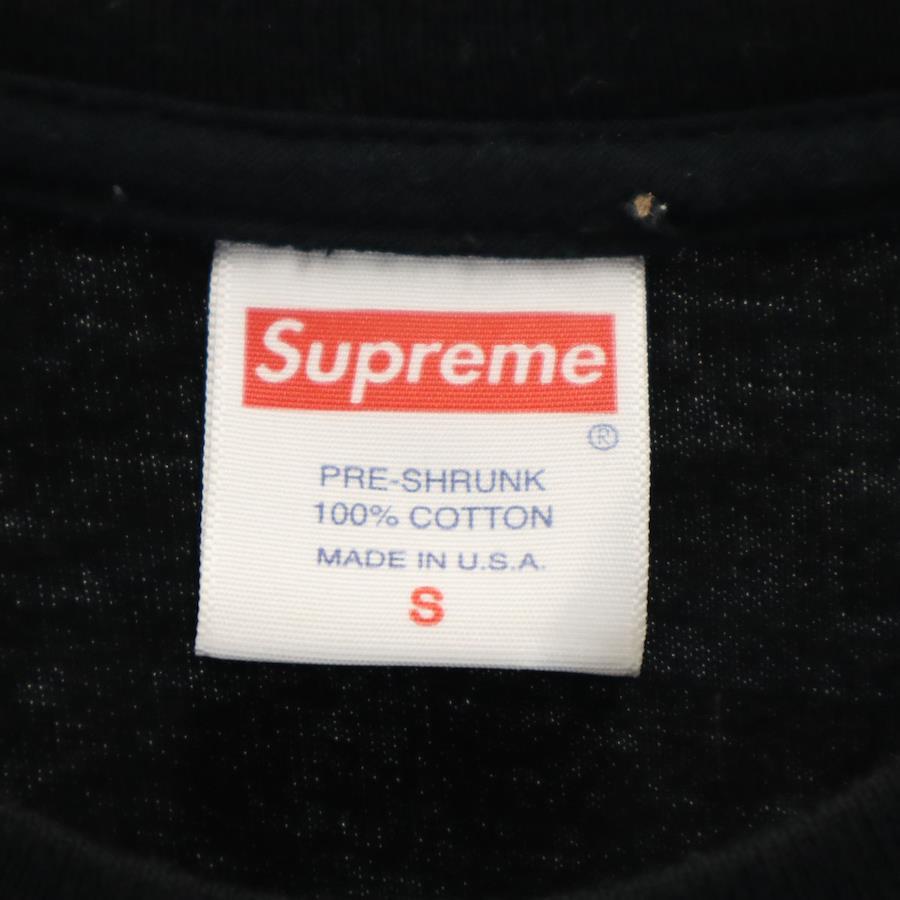 Supreme
®
PRE-SHRUNK
100% COTTON
MADE IN U.S.A.
S